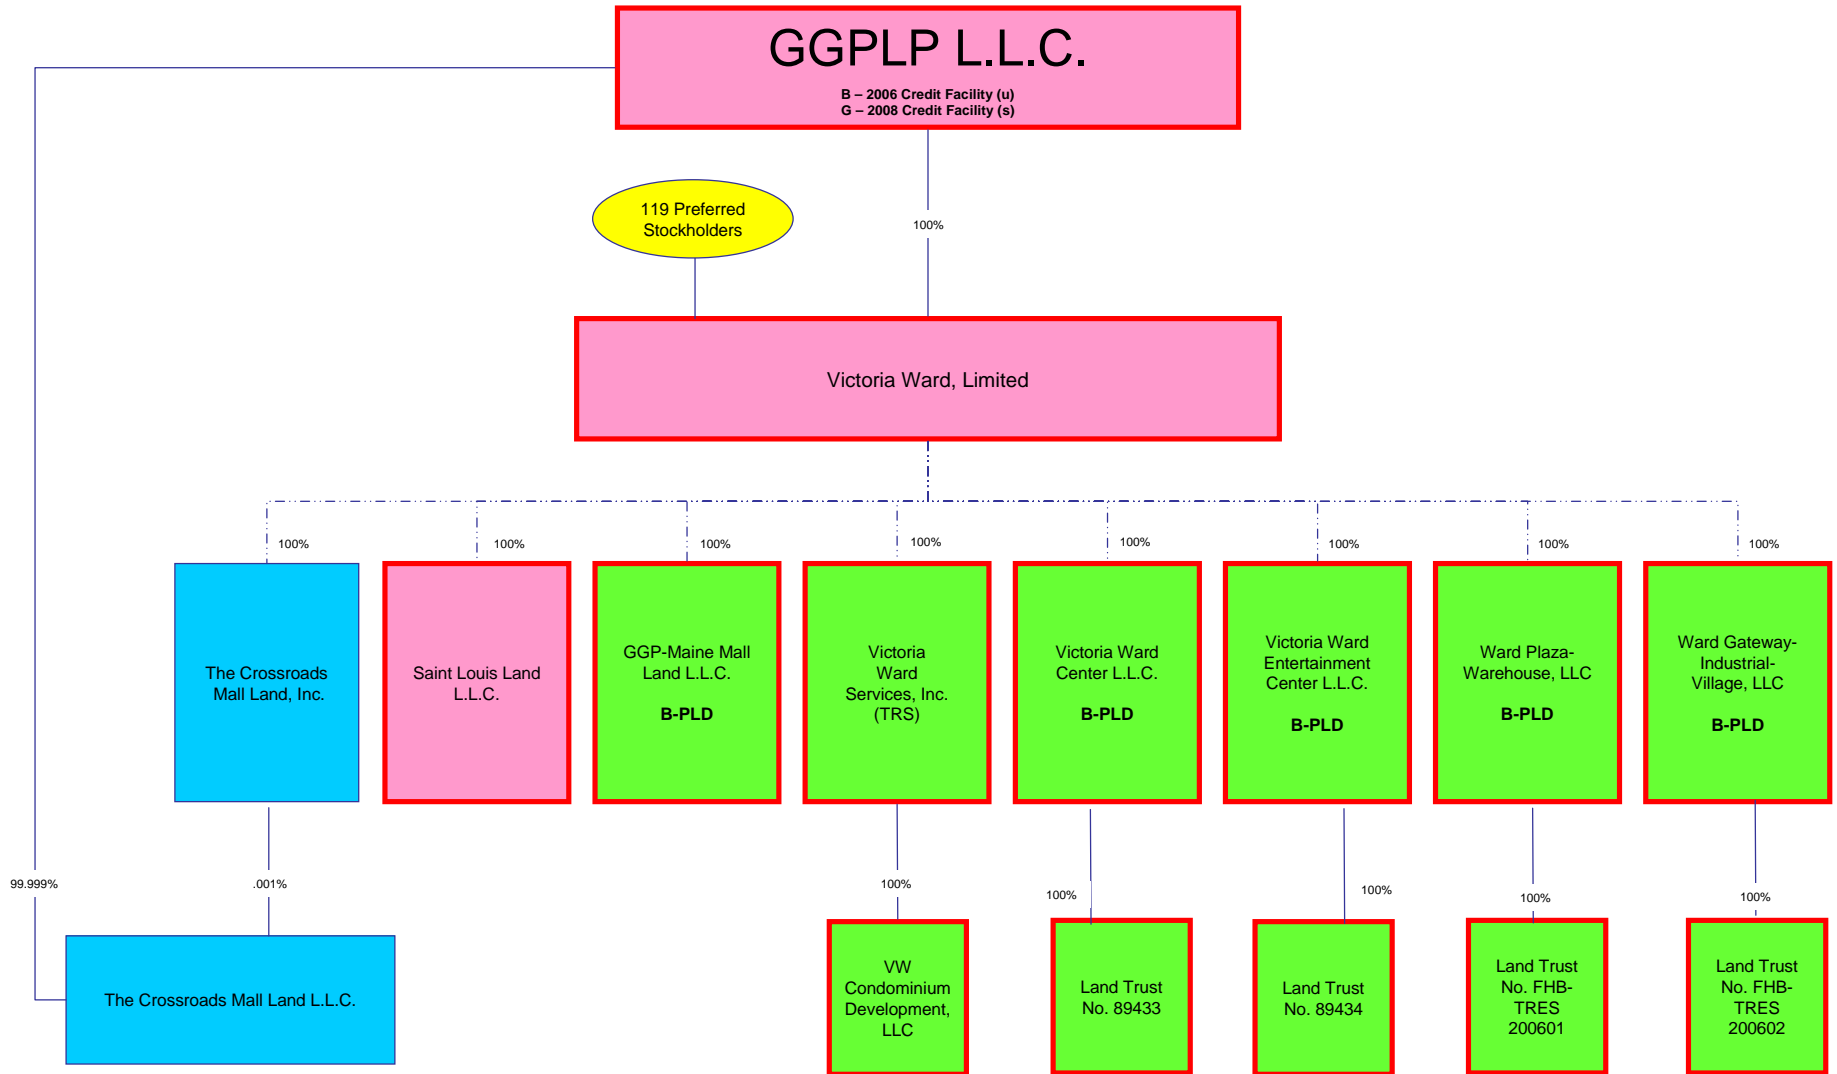 GGPLP L.L.C.
B – 2006 Credit Facility (u)
G – 2008 Credit Facility (s)
119 Preferred
Stockholders
100%
Victoria Ward, Limited
100%
100%
100%
100%
100%
100%
100%
100%
The Crossroads
Mall Land, Inc.
Saint Louis Land
L.L.C.
GGP-Maine Mall
Land L.L.C.
B-PLD
Victoria
Ward
Services, Inc.
(TRS)
Victoria Ward
Center L.L.C.
B-PLD
Victoria Ward
Entertainment
Center L.L.C.
B-PLD
Ward Plaza-
Warehouse, LLC
B-PLD
Ward Gateway-
Industrial-
Village, LLC
B-PLD
99.999%
.001%
100%
100%
100%
100%
100%
The Crossroads Mall Land L.L.C.
VW
Condominium
Development,
LLC
Land Trust
No. 89433
Land Trust
No. 89434
Land Trust
No. FHB-
TRES
200601
Land Trust
No. FHB-
TRES
200602